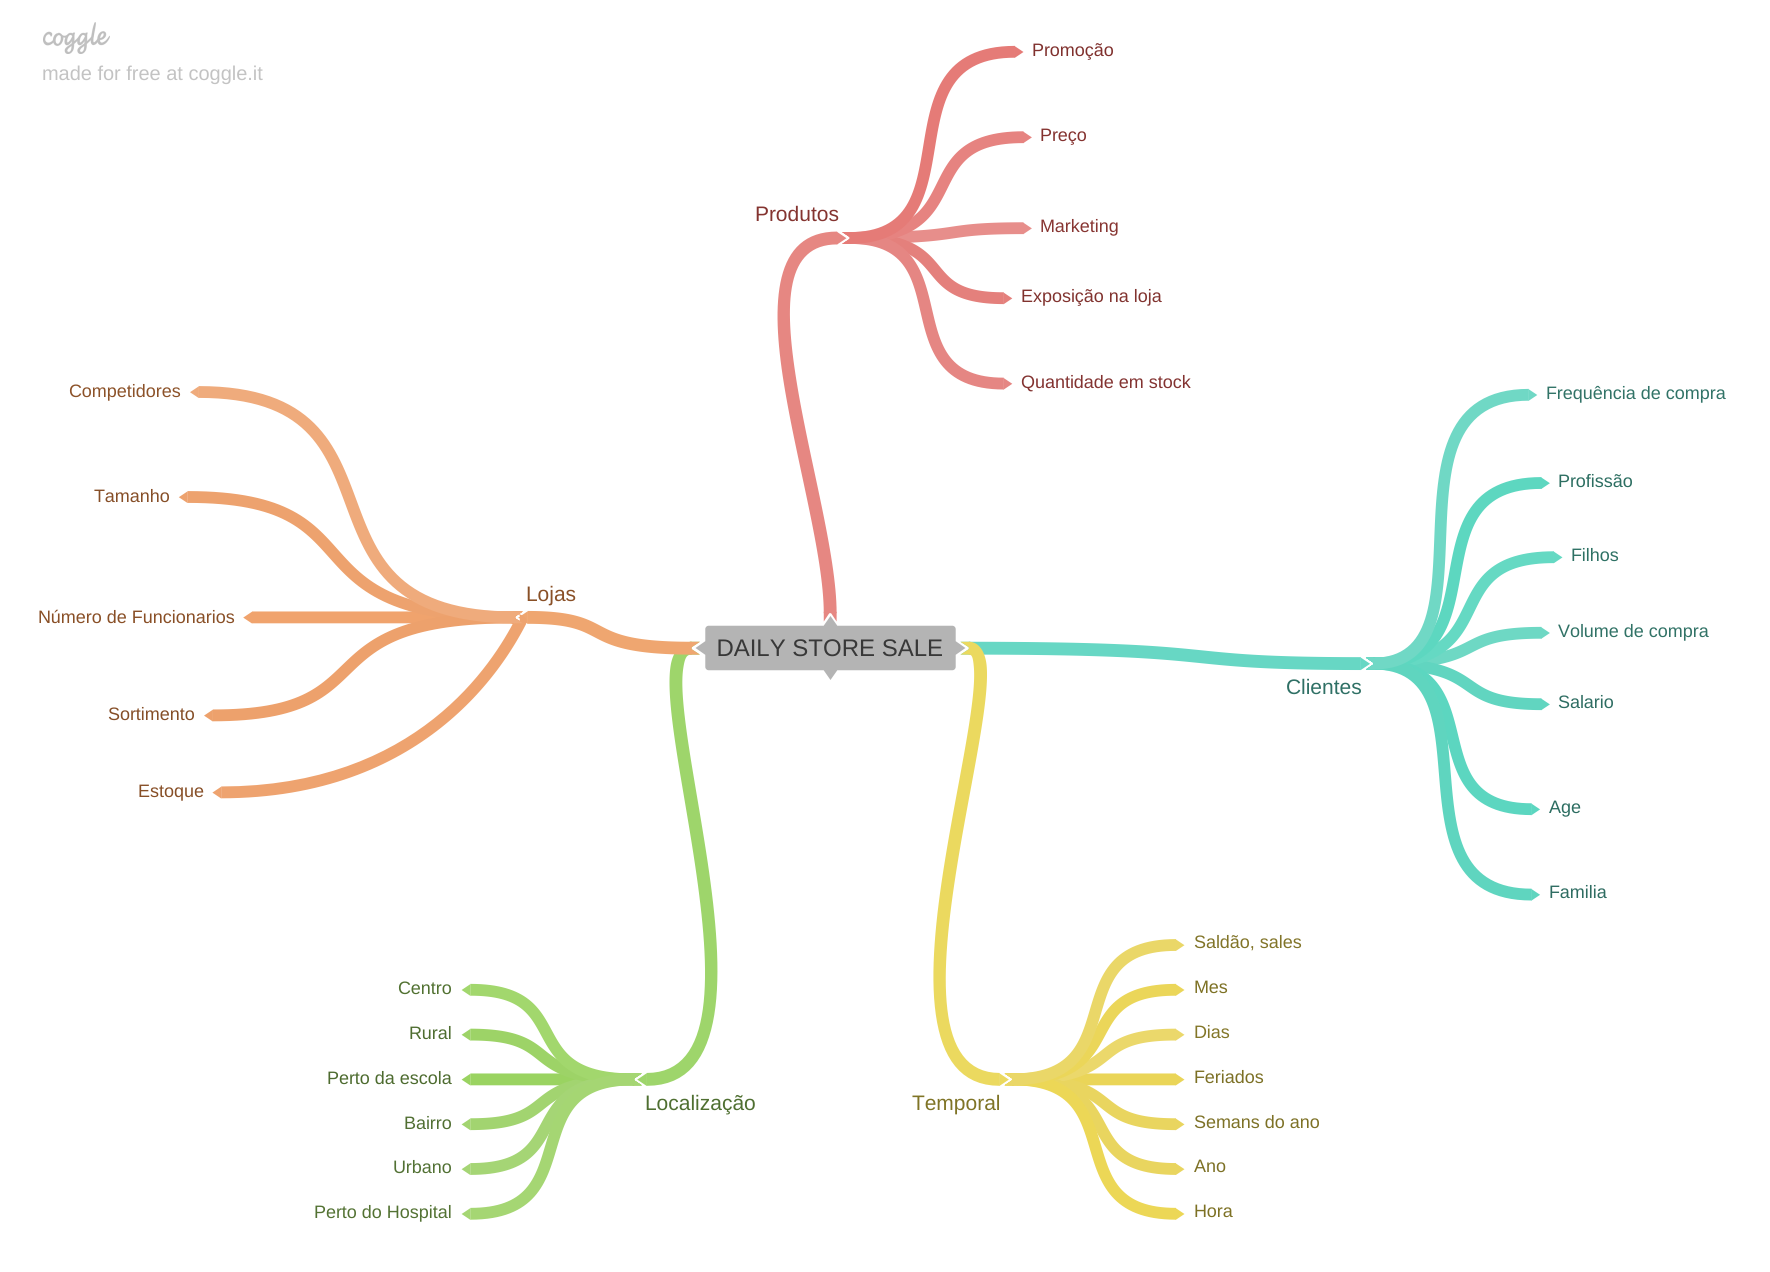 coggle
made for free at coggle.it
Promoção
Preço
Produtos
Marketing
Exposição na loja
Quantidade em stock
Competidores
Tamanho
Lojas
Número de Funcionarios
Sortimento
Estoque
DAILY STORE SALE
Frequência de compra
Profissão
Filhos
Volume de compra
Clientes
Salario
Age
Familia
Centro
Rural
Perto da escola
Localização
Bairro
Urbano
Perto do Hospital
Saldão, sales
Mes
Dias
Feriados
Temporal
Semans do ano
Ano
Hora